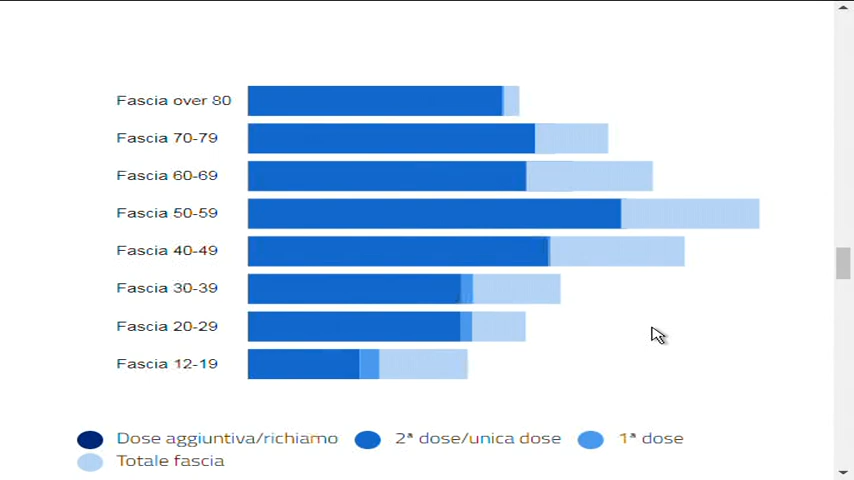 Fascia over 80
Fascia 70-79
Fascia 60-69
Fascia 50-59
Fascia 40-49
Fascia 30-39
Fascia 20-29
Fascia 12-19
Dose aggiuntiva/richiamo 2ª dose/unica dose 1ª dose
Totale fascia